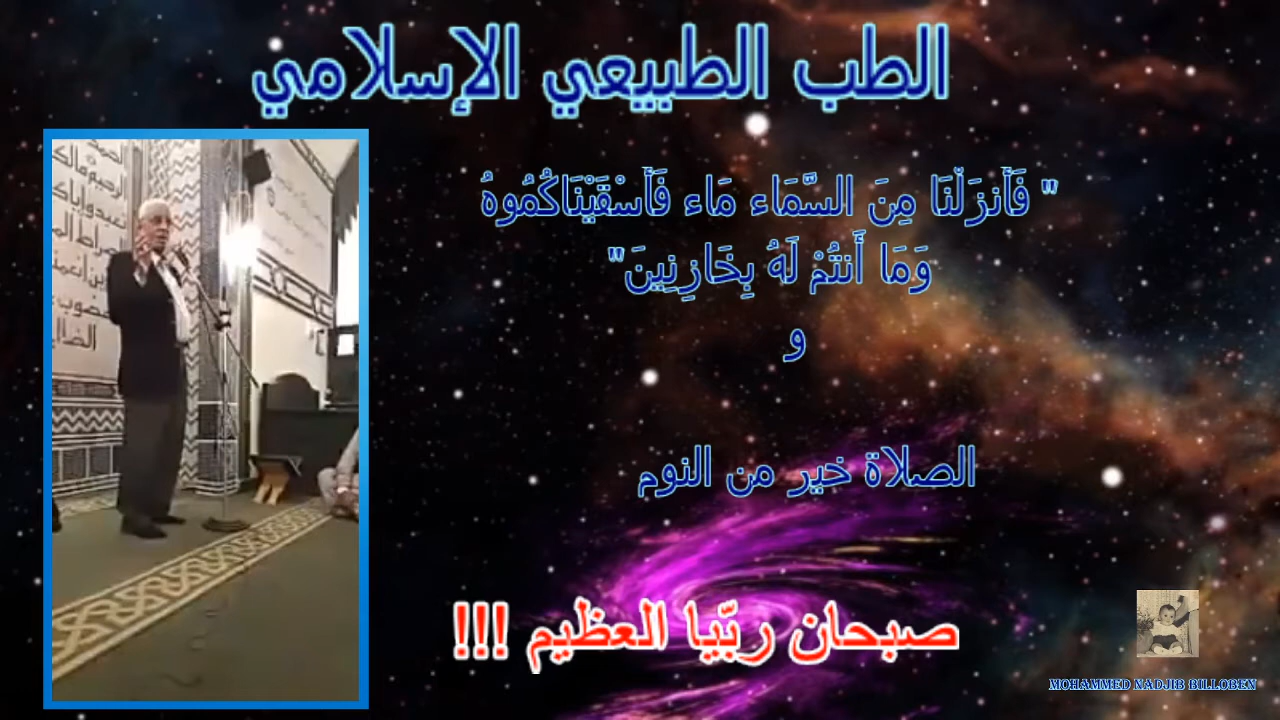 الطب الطبيعي الإسلامي
" فَأَنزَلْنَا مِنَ السَّمَاء مَاء فَأَسْقَيْنَاكُمُوهُ
وَمَا أَنتُمْ لَهُ بِخَازِنِينَ"
و
الصلاة خير من النوم
صبحان ربّيا العظيم !!!
MOHAMMED NADJIB BILLOBEN